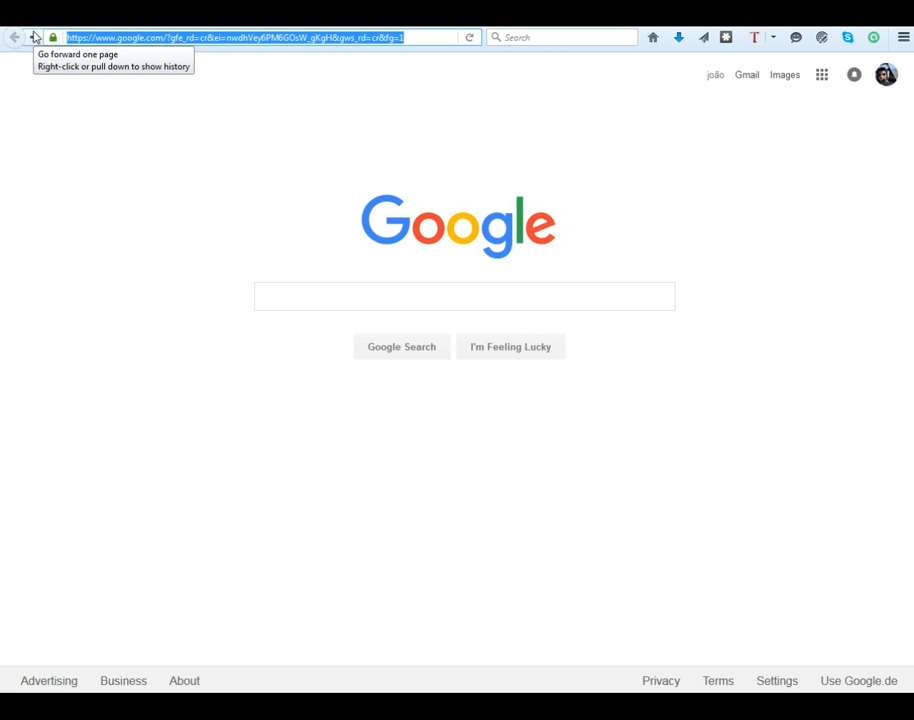 https://www.google.com/?gfe_rd=cr&ei=nwdhVey6PM6GOsW_gKgH&gws_rd=cr&fg=1
Search
T
Go forward one page
Right-click or pull down to show history
joão Gmail Images
Google
Google Search I'm Feeling Lucky
Advertising Business About Privacy Terms Settings Use Google.de